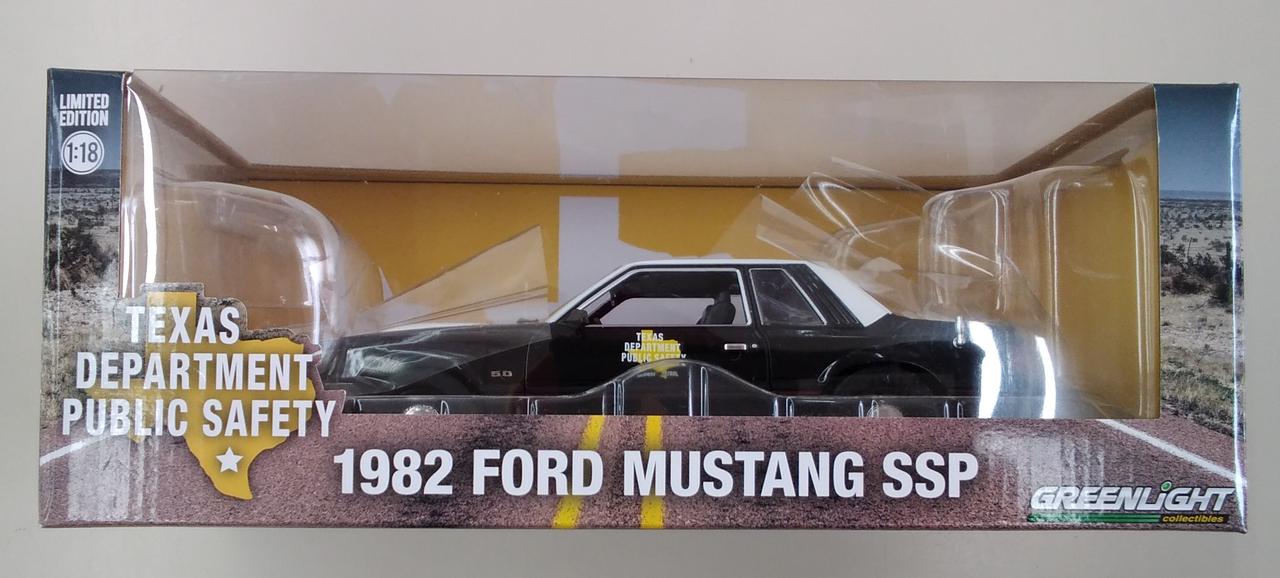 LIMITED
EDITION
1:18
TEXAS
DEPARTMENT
PUBLIC SAFETY
5.0
TEXAS
DEPARTMENT
PUBLIC SAFETY
1982 FORD MUSTANG SSP
GREENLIGHT
collectibles